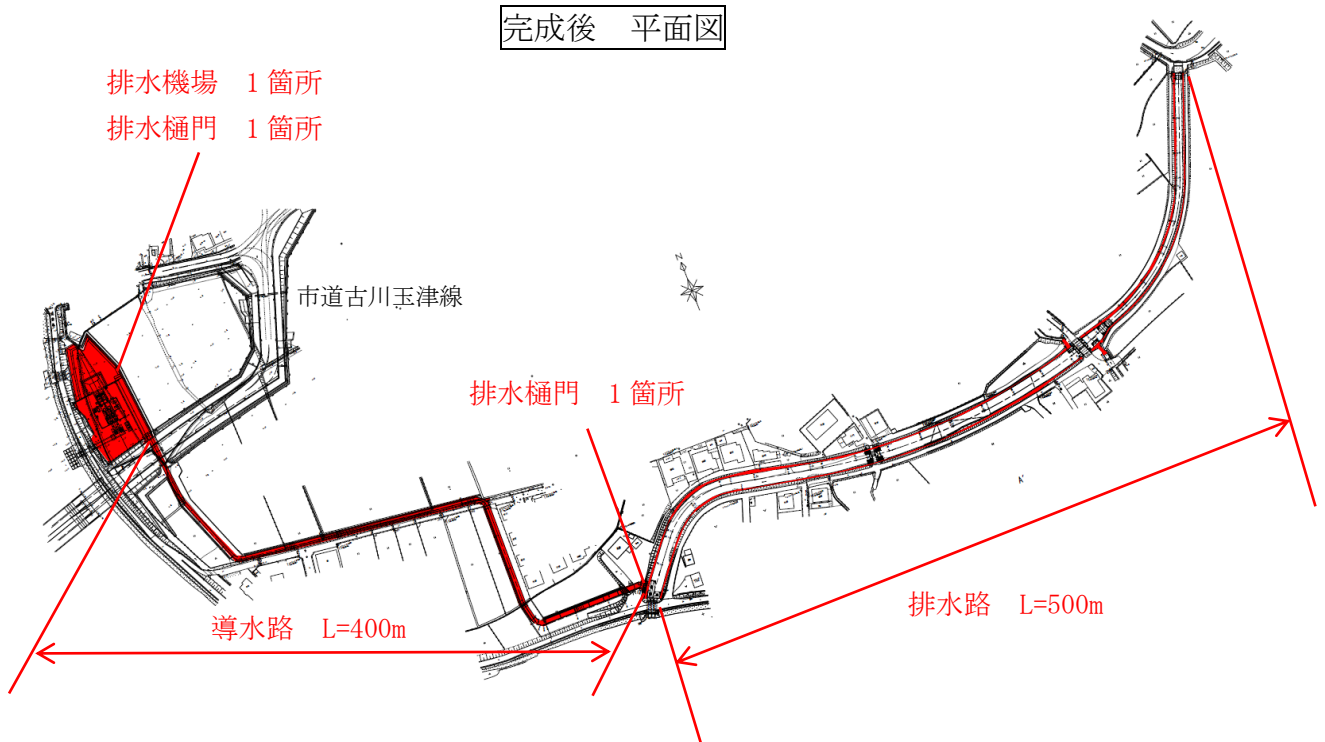 完成後　平面図
排水機場　1箇所
排水樋門　1箇所
市道古川玉津線
N
排水樋門　1箇所
排水路　L=500m
導水路　L=400m